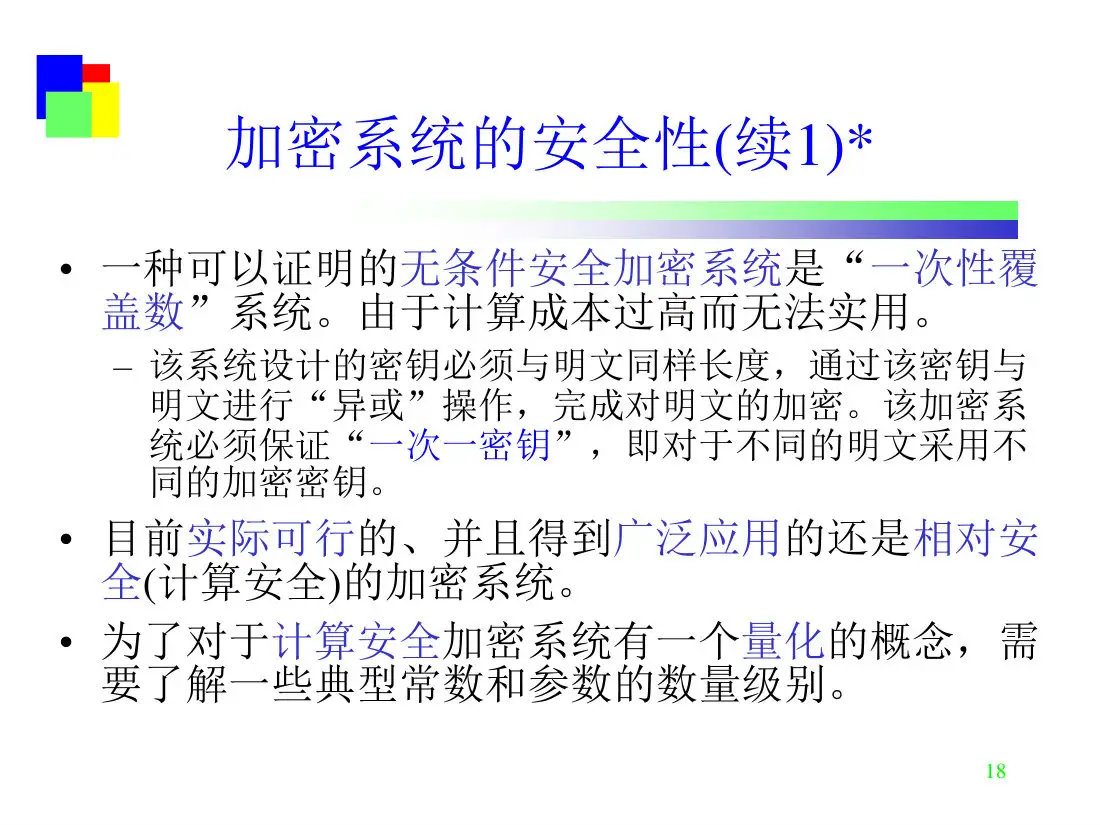 加密系统的安全性(续1)*
• 一种可以证明的无条件安全加密系统是“一次性覆
盖数”系统。由于计算成本过高而无法实用。
– 该系统设计的密钥必须与明文同样长度，通过该密钥与
明文进行“异或”操作，完成对明文的加密。该加密系
统必须保证“一次一密钥”，即对于不同的明文采用不
同的加密密钥。
• 目前实际可行的、并且得到广泛应用的还是相对安
全(计算安全)的加密系统。
• 为了对于计算安全加密系统有一个量化的概念，需
要了解一些典型常数和参数的数量级别。
18